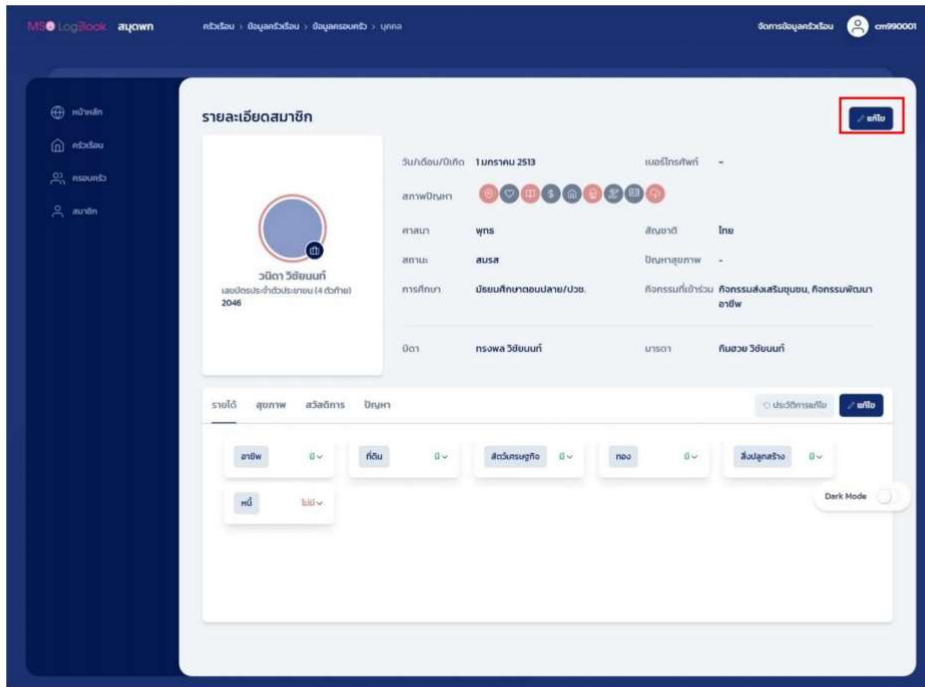 MSO LogBook สมุดพก
ครัวเรือน > ข้อมูลครัวเรือน > ข้อมูลครอบครัว > บุคคล
จัดการข้อมูลครัวเรือน
cm990001
หน้าหลัก
ครัวเรือน
ครอบครัว
สมาชิก
รายละเอียดสมาชิก
แก้ไข
วนิดา วิชัยนนท์
เลขบัตรประจำตัวประชาชน (4 ตัวท้าย)
2046
วัน/เดือน/ปีเกิด 1 มกราคม 2513 เบอร์โทรศัพท์ -
สภาพปัญหา
ศาสนา พุทธ สัญชาติ ไทย
สถานะ สมรส ปัญหาสุขภาพ -
การศึกษา มัธยมศึกษาตอนปลาย/ปวช. กิจกรรมที่เข้าร่วม กิจกรรมส่งเสริมชุมชน, กิจกรรมพัฒนา
อาชีพ
บิดา ทรงพล วิชัยนนท์ มารดา กิมฮวย วิชัยนนท์
รายได้ สุขภาพ สวัสดิการ ปัญหา
ประวัติการแก้ไข แก้ไข
อาชีพ มี ที่ดิน มี สัตว์เศรษฐกิจ มี ทอง มี สิ่งปลูกสร้าง มี
หนี้ ไม่มี
Dark Mode